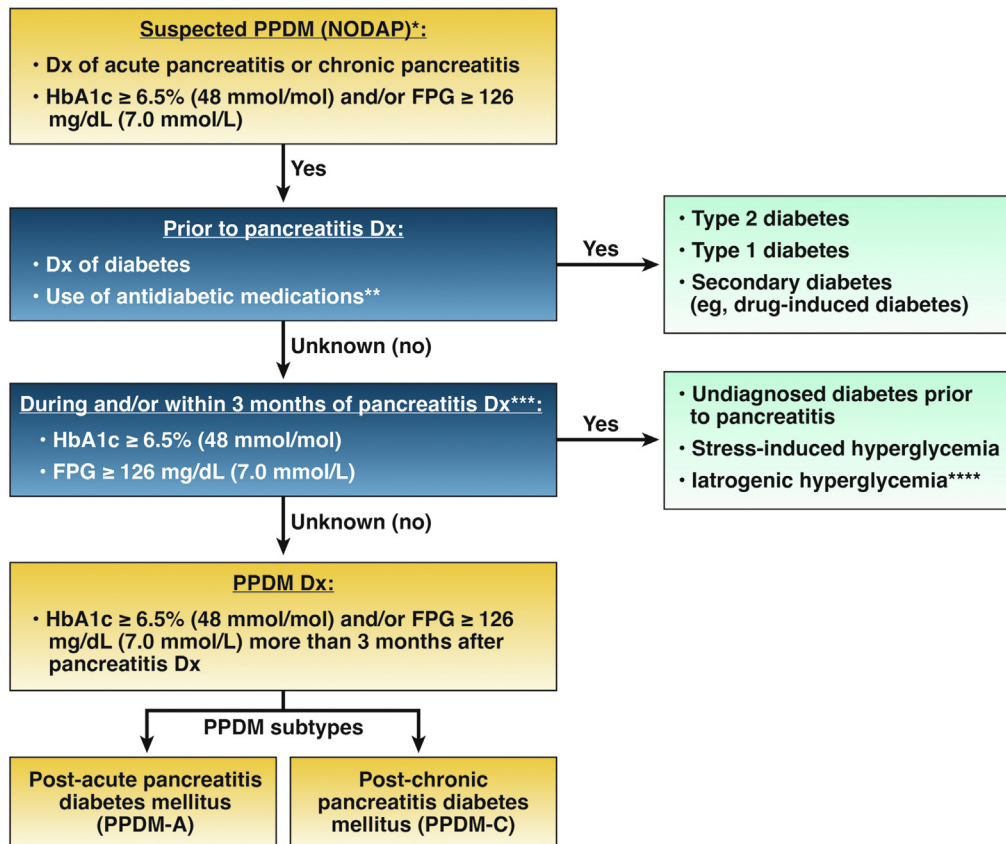 Suspected PPDM (NODAP)*:
• Dx of acute pancreatitis or chronic pancreatitis
• HbA1c ≥ 6.5% (48 mmol/mol) and/or FPG ≥ 126
mg/dL (7.0 mmol/L)
Yes
Prior to pancreatitis Dx:
• Dx of diabetes
• Use of antidiabetic medications**
Yes
• Type 2 diabetes
• Type 1 diabetes
• Secondary diabetes
(eg, drug-induced diabetes)
Unknown (no)
During and/or within 3 months of pancreatitis Dx***:
• HbA1c ≥ 6.5% (48 mmol/mol)
• FPG ≥ 126 mg/dL (7.0 mmol/L)
Yes
• Undiagnosed diabetes prior
to pancreatitis
• Stress-induced hyperglycemia
• Iatrogenic hyperglycemia****
Unknown (no)
PPDM Dx:
• HbA1c ≥ 6.5% (48 mmol/mol) and/or FPG ≥ 126
mg/dL (7.0 mmol/L) more than 3 months after
pancreatitis Dx
PPDM subtypes
Post-acute pancreatitis
diabetes mellitus
(PPDM-A)
Post-chronic
pancreatitis diabetes
mellitus (PPDM-C)